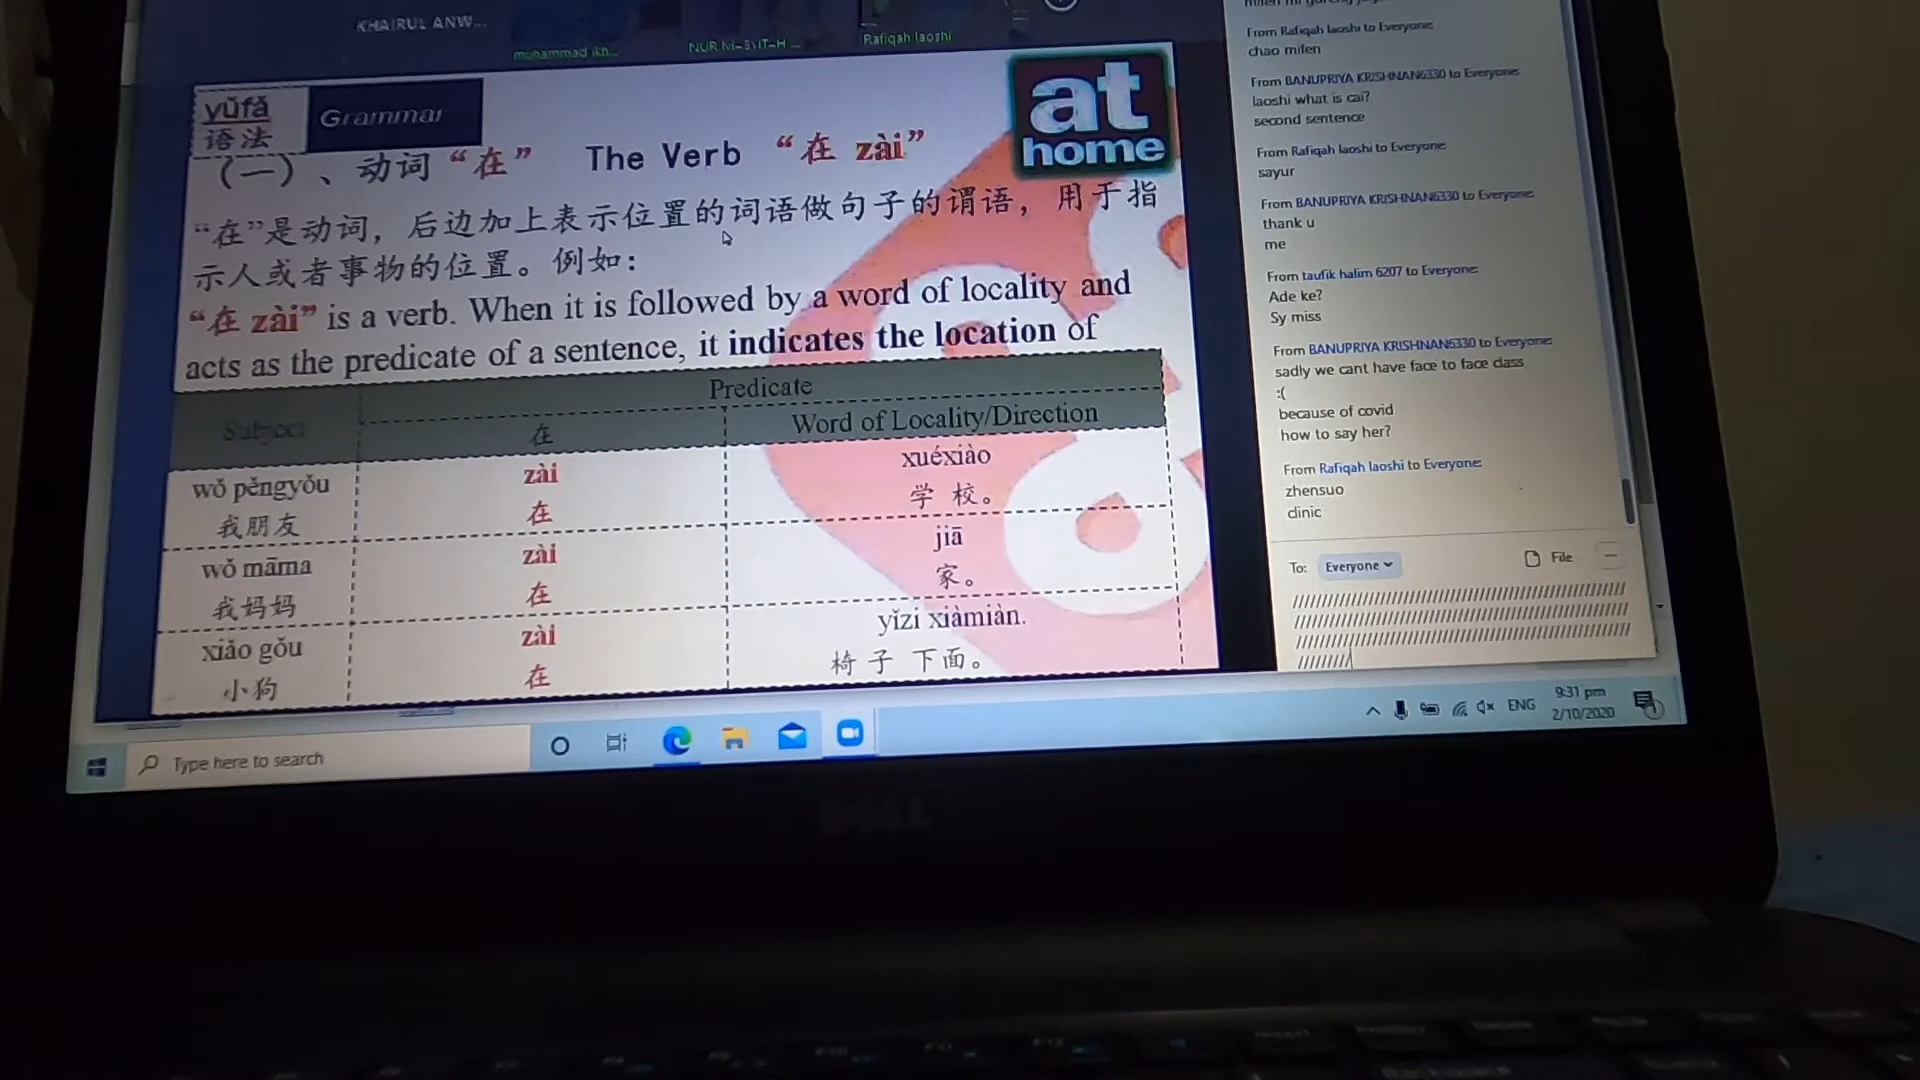 KHAIRUL ANW...
muhammad ikh...
Rafiqah laoshi
yǔfǎ
语法
Grammar
at
home
（一）、动词“在” The Verb “在 zài”
“在”是动词，后边加上表示位置的词语做句子的谓语，用于指
示人或者事物的位置。例如：
“在 zài” is a verb. When it is followed by a word of locality and
acts as the predicate of a sentence, it indicates the location of
Subject
Predicate
在
Word of Locality/Direction
wǒ pěngyǒu
zài
xuéxiào
我朋友
在
学 校。
wǒ māma
zài
jiā
我妈妈
在
家。
xiǎo gǒu
zài
yǐzi xiàmiàn.
小狗
在
椅 子 下面。
From Rafiqah laoshi to Everyone:
chao mifen
From BANUPRIYA KRISHNAN6330 to Everyone:
laoshi what is cai?
second sentence
From Rafiqah laoshi to Everyone:
sayur
From BANUPRIYA KRISHNAN6330 to Everyone:
thank u
me
From taufik halim 6207 to Everyone:
Ade ke?
Sy miss
From BANUPRIYA KRISHNAN6330 to Everyone:
sadly we cant have face to face class
:(
because of covid
how to say her?
From Rafiqah laoshi to Everyone:
zhensuo
clinic
To: Everyone File
Type here to search
ENG
9:31 pm
2/10/2020
DELL